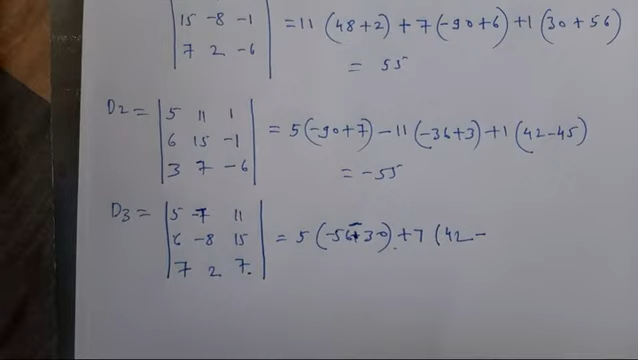 15 -8 -1 = 11 (48+2) + 7(-90+6) +1 (30+56)
7 2 -6
= 55
D2 = 5 11 1
6 15 -1 = 5(-90+7) -11(-36+3) +1(42-45)
3 7 -6
= -55
D3 = 5 -7 11
6 -8 15 = 5(-56-30) +7 (42 -
7 2 7.